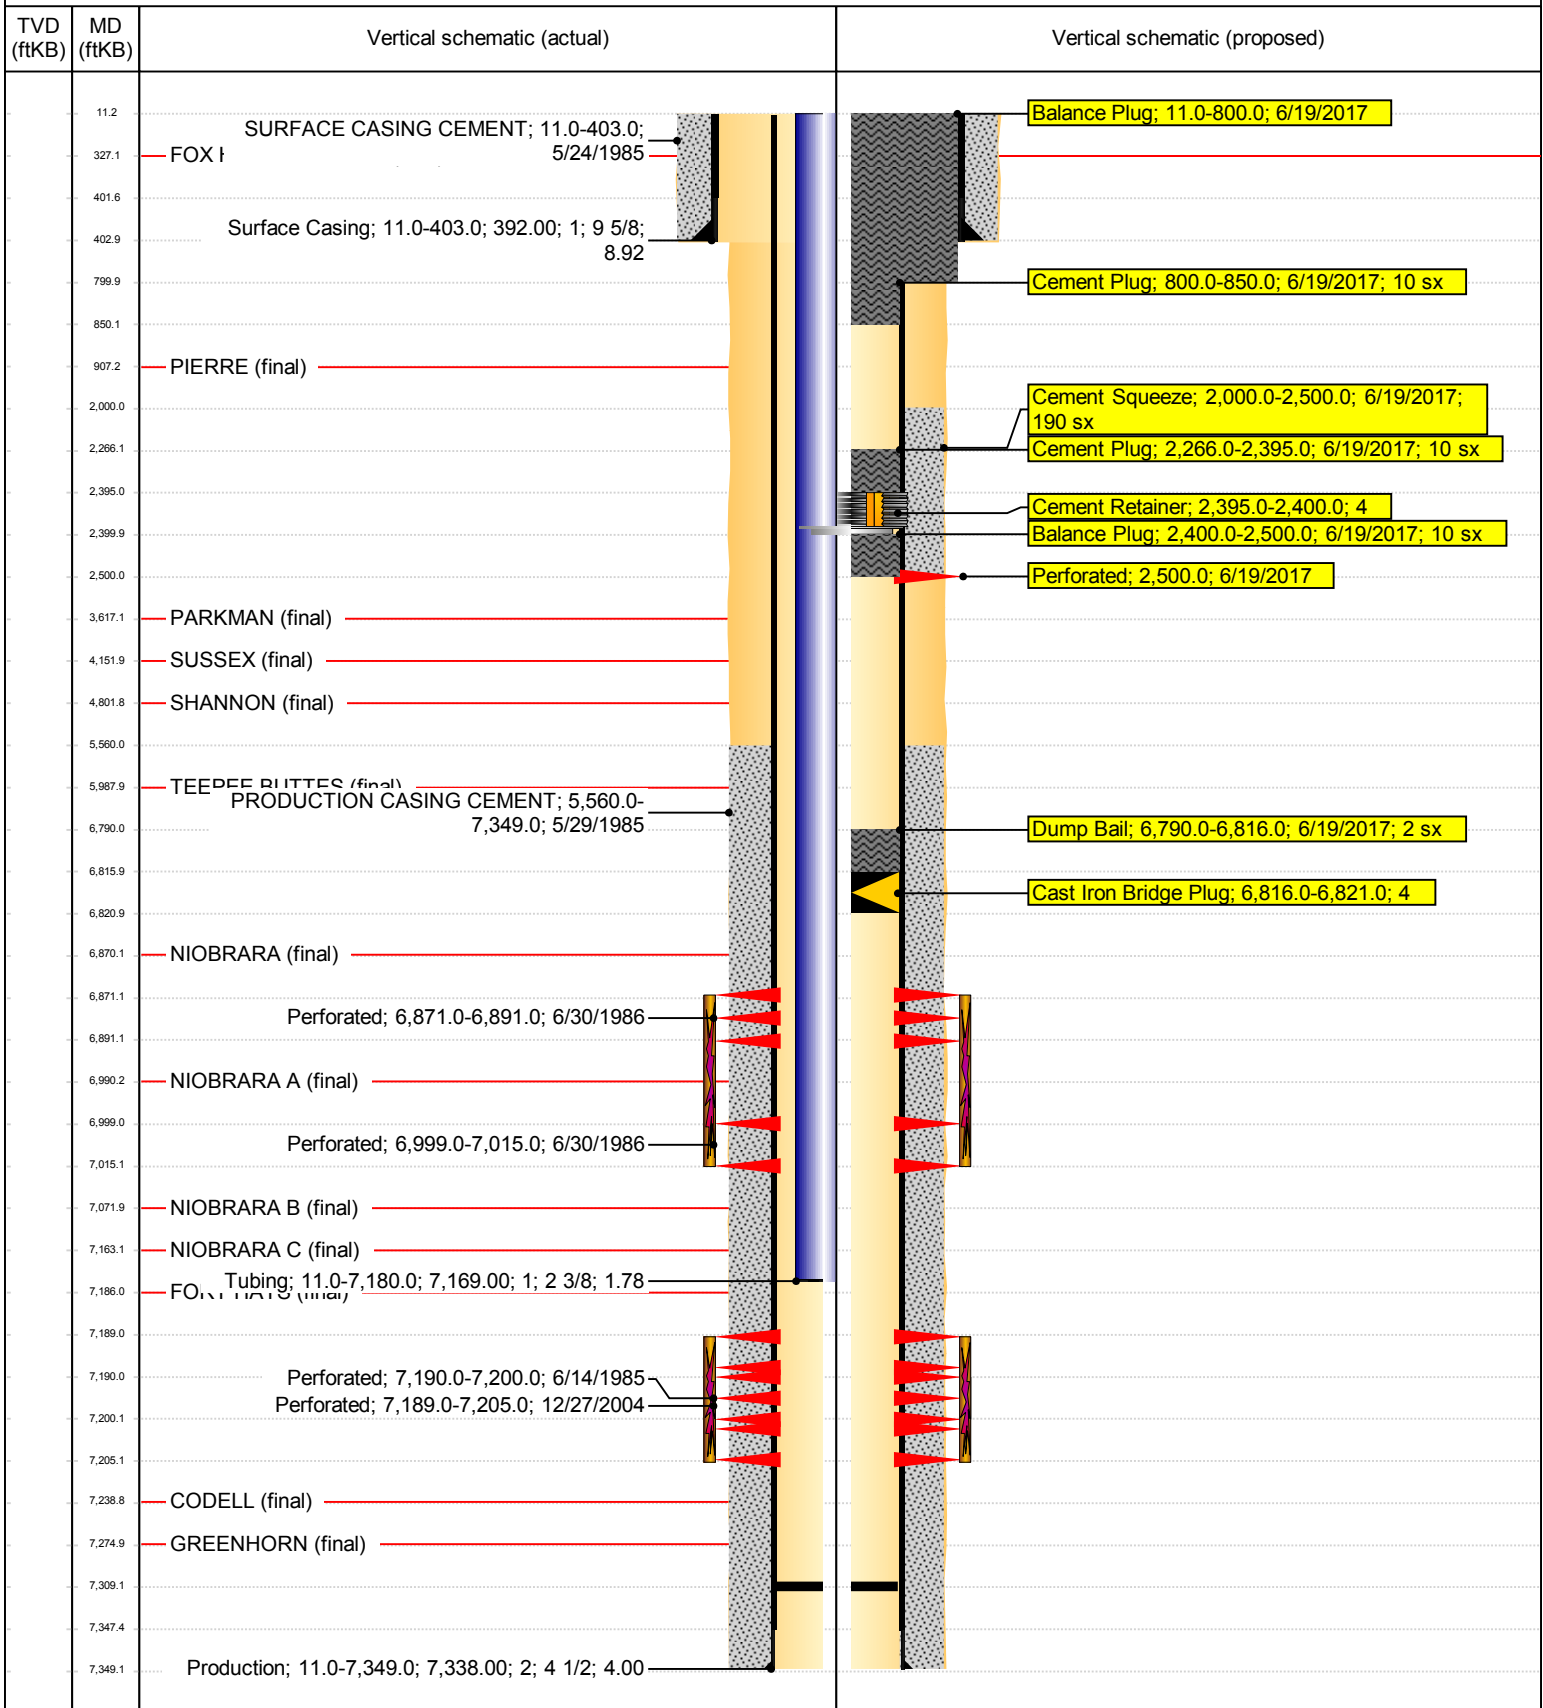 TVD (ftKB)
MD (ftKB)
Vertical schematic (actual)
Vertical schematic (proposed)
11.2
SURFACE CASING CEMENT; 11.0-403.0;
5/24/1985
Balance Plug; 11.0-800.0; 6/19/2017
327.1
FOX
401.6
Surface Casing; 11.0-403.0; 392.00; 1; 9 5/8;
8.92
402.9
799.9
Cement Plug; 800.0-850.0; 6/19/2017; 10 sx
850.1
907.2
PIERRE (final)
2,000.0
Cement Squeeze; 2,000.0-2,500.0; 6/19/2017;
190 sx
2,266.1
Cement Plug; 2,266.0-2,395.0; 6/19/2017; 10 sx
2,395.0
Cement Retainer; 2,395.0-2,400.0; 4
2,399.9
Balance Plug; 2,400.0-2,500.0; 6/19/2017; 10 sx
2,500.0
Perforated; 2,500.0; 6/19/2017
3,617.1
PARKMAN (final)
4,151.9
SUSSEX (final)
4,801.8
SHANNON (final)
5,560.0
5,987.9
TEEPEE BUTTES (final)
PRODUCTION CASING CEMENT; 5,560.0-
7,349.0; 5/29/1985
6,790.0
Dump Bail; 6,790.0-6,816.0; 6/19/2017; 2 sx
6,815.9
Cast Iron Bridge Plug; 6,816.0-6,821.0; 4
6,820.9
6,870.1
NIOBRARA (final)
6,871.1
Perforated; 6,871.0-6,891.0; 6/30/1986
6,891.1
6,990.2
NIOBRARA A (final)
6,999.0
Perforated; 6,999.0-7,015.0; 6/30/1986
7,015.1
7,071.9
NIOBRARA B (final)
7,163.1
NIOBRARA C (final)
Tubing; 11.0-7,180.0; 7,169.00; 1; 2 3/8; 1.78
7,186.0
FORT HAYS (final)
7,189.0
7,190.0
Perforated; 7,190.0-7,200.0; 6/14/1985
Perforated; 7,189.0-7,205.0; 12/27/2004
7,200.1
7,205.1
7,238.8
CODELL (final)
7,274.9
GREENHORN (final)
7,309.1
7,347.4
7,349.1
Production; 11.0-7,349.0; 7,338.00; 2; 4 1/2; 4.00